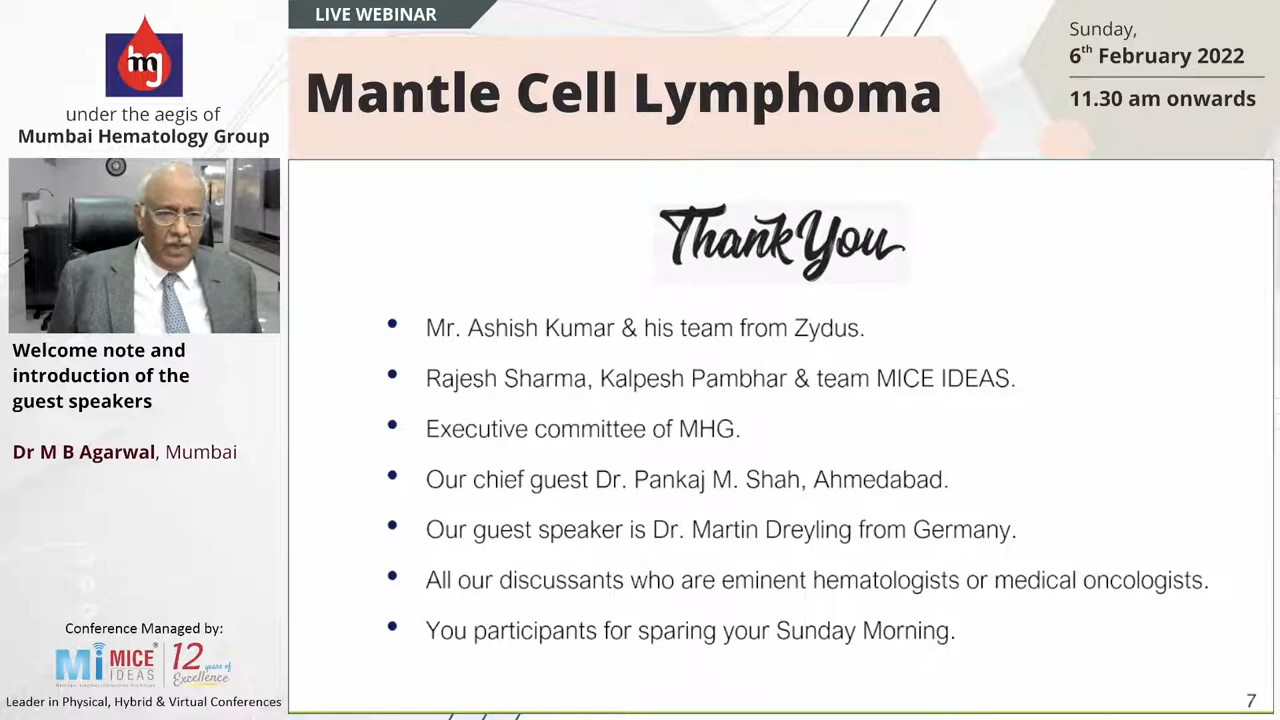 LIVE WEBINAR
Sunday,
6th February 2022
11.30 am onwards
Mantle Cell Lymphoma
mg
under the aegis of
Mumbai Hematology Group
Welcome note and
introduction of the
guest speakers
Dr M B Agarwal, Mumbai
Thank You
• Mr. Ashish Kumar & his team from Zydus.
• Rajesh Sharma, Kalpesh Pambhar & team MICE IDEAS.
• Executive committee of MHG.
• Our chief guest Dr. Pankaj M. Shah, Ahmedabad.
• Our guest speaker is Dr. Martin Dreyling from Germany.
• All our discussants who are eminent hematologists or medical oncologists.
• You participants for sparing your Sunday Morning.
7
Conference Managed by:
Mi MICE IDEAS®
12 years of Excellence
Leader in Physical, Hybrid & Virtual Conferences